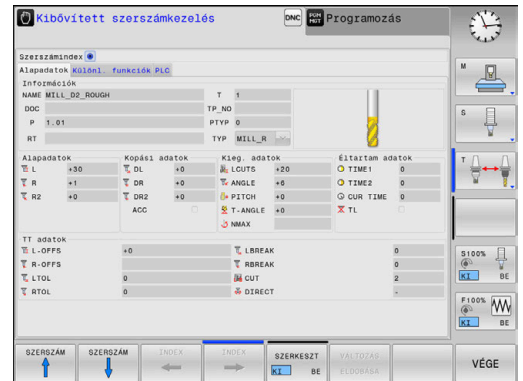 Kibővített szerszámkezelés DNC PGM MGT Programozás
Szerszámindex
Alapadatok Különl. funkciók PLC
Információk
NAME MILL_D2_ROUGH T 1
DOC TP_NO
P 1.01 PTYP 0
RT TYP MILL_R
Alapadatok Kopási adatok Kieg. adatok Éltartam adatok
L +30 DL +0 LCUTS +20 TIME1 0
R +1 DR +0 ANGLE +6 TIME2 0
R2 +0 DR2 +0 PITCH +0 CUR TIME 0
ACC T-ANGLE +0 TL
NMAX
TT adatok
L-OFFS +0 LBREAK 0
R-OFFS RBREAK 0
LTOL 0 CUT 2
RTOL 0 DIRECT -
M
S
T
S100%
KI BE
F100%
KI BE
SZERSZÁM SZERSZÁM INDEX INDEX SZERKESZT VÁLTOZÁS VÉGE
KI BE ELDOBÁSA